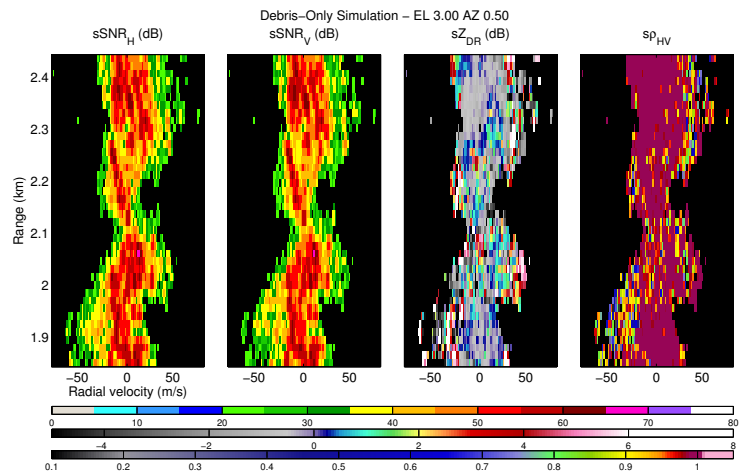 Debris-Only Simulation − EL 3.00 AZ 0.50
sSNR_H (dB) sSNR_V (dB) sZ_DR (dB) sρ_HV
2.4
2.3
2.2
2.1
2
1.9
Range (km)
−50 0 50 −50 0 50 −50 0 50 −50 0 50
Radial velocity (m/s)
0 10 20 30 40 50 60 70 80
−4 −2 0 2 4 6 8
0.1 0.2 0.3 0.4 0.5 0.6 0.7 0.8 0.9 1